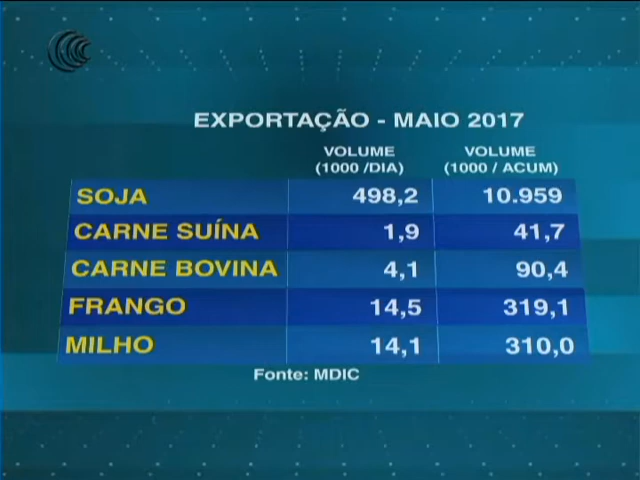 EXPORTAÇÃO - MAIO 2017
VOLUME (1000 /DIA) VOLUME (1000 / ACUM)
SOJA 498,2 10.959
CARNE SUÍNA 1,9 41,7
CARNE BOVINA 4,1 90,4
FRANGO 14,5 319,1
MILHO 14,1 310,0
Fonte: MDIC